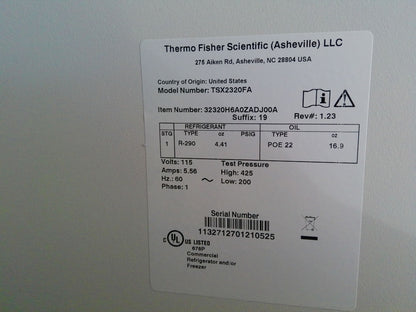 Thermo Fisher Scientific (Asheville) LLC
275 Aiken Rd, Asheville, NC 28804 USA
Country of Origin: United States
Model Number: TSX2320FA
Item Number: 32320H6A0ZADJ00A
Suffix: 19 Rev#: 1.23
REFRIGERANT OIL
STG TYPE oz PSIG TYPE oz
1 R-290 4.41 POE 22 16.9
Volts: 115 Test Pressure
Amps: 5.56 High: 425
Hz.: 60 ~ Low: 200
Phase: 1
Serial Number
1132712701210525
C UL US LISTED
678P
Commercial
Refrigerator and/or
Freezer